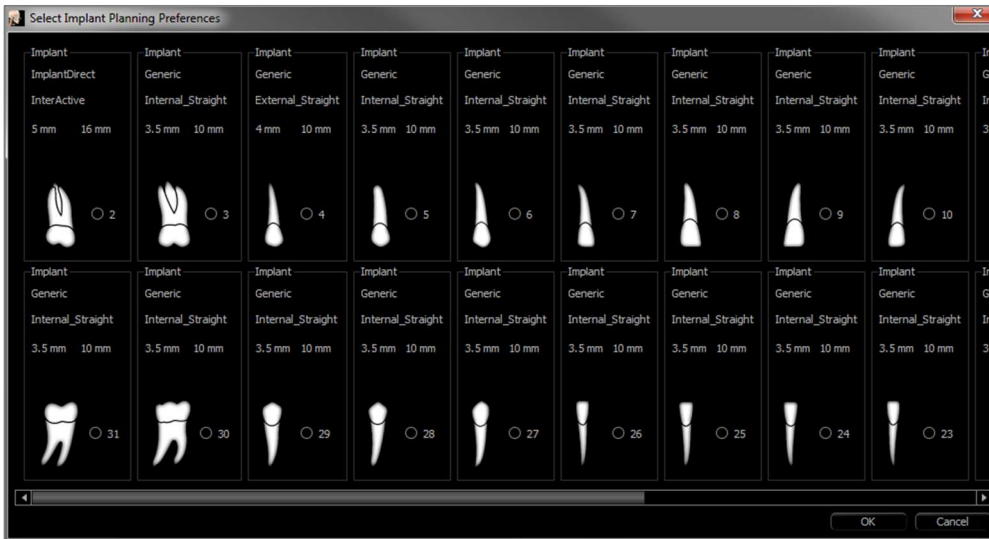 Select Implant Planning Preferences
Implant Implant Implant Implant Implant Implant Implant Implant Implant
ImplantDirect Generic Generic Generic Generic Generic Generic Generic Generic
InterActive Internal_Straight External_Straight Internal_Straight Internal_Straight Internal_Straight Internal_Straight Internal_Straight Internal_Straight
5 mm 16 mm 3.5 mm 10 mm 4 mm 10 mm 3.5 mm 10 mm 3.5 mm 10 mm 3.5 mm 10 mm 3.5 mm 10 mm 3.5 mm 10 mm 3.5 mm 10 mm
2 3 4 5 6 7 8 9 10
Implant Implant Implant Implant Implant Implant Implant Implant Implant
Generic Generic Generic Generic Generic Generic Generic Generic Generic
Internal_Straight Internal_Straight Internal_Straight Internal_Straight Internal_Straight Internal_Straight Internal_Straight Internal_Straight Internal_Straight
3.5 mm 10 mm 3.5 mm 10 mm 3.5 mm 10 mm 3.5 mm 10 mm 3.5 mm 10 mm 3.5 mm 10 mm 3.5 mm 10 mm 3.5 mm 10 mm 3.5 mm 10 mm
31 30 29 28 27 26 25 24 23
OK Cancel